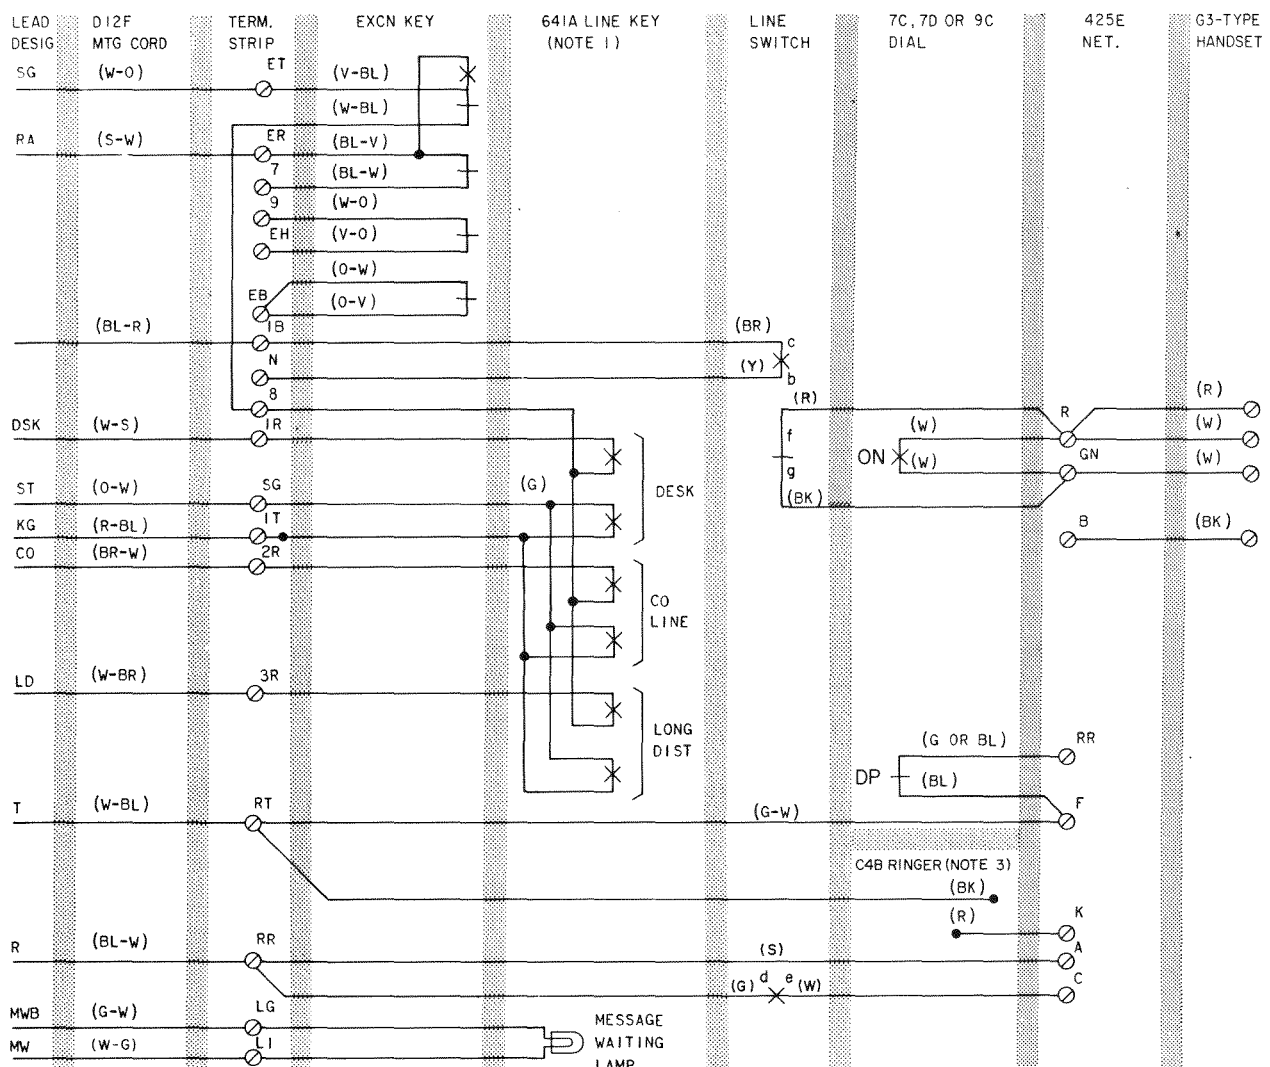 LEAD D12F TERM. EXCN KEY 641A LINE KEY LINE 7C, 7D OR 9C 425E G3-TYPE
DESIG MTG CORD STRIP (NOTE 1) SWITCH DIAL NET. HANDSET
SG (W-O) ET (V-BL)
(W-BL)
RA (S-W) ER (BL-V)
7 (BL-W)
9 (W-O)
EH (V-O)
(O-W)
EB (O-V)
(BL-R) 1B (BR) c
N (Y) b
8 (R) R (R)
DSK (W-S) 1R f (W) (W)
ON (W) GN (W)
g
ST (O-W) SG (G) DESK (BK)
KG (R-BL) 1T B (BK)
CO (BR-W) 2R
CO
LINE
LD (W-BR) 3R
LONG
DIST
(G OR BL) RR
DP (BL)
T (W-BL) RT (G-W) F
C4B RINGER (NOTE 3)
(BK)
(R) K
R (BL-W) RR (S) A
(G) d e (W) C
MWB (G-W) LG MESSAGE
MW (W-G) L1 WAITING
LAMP